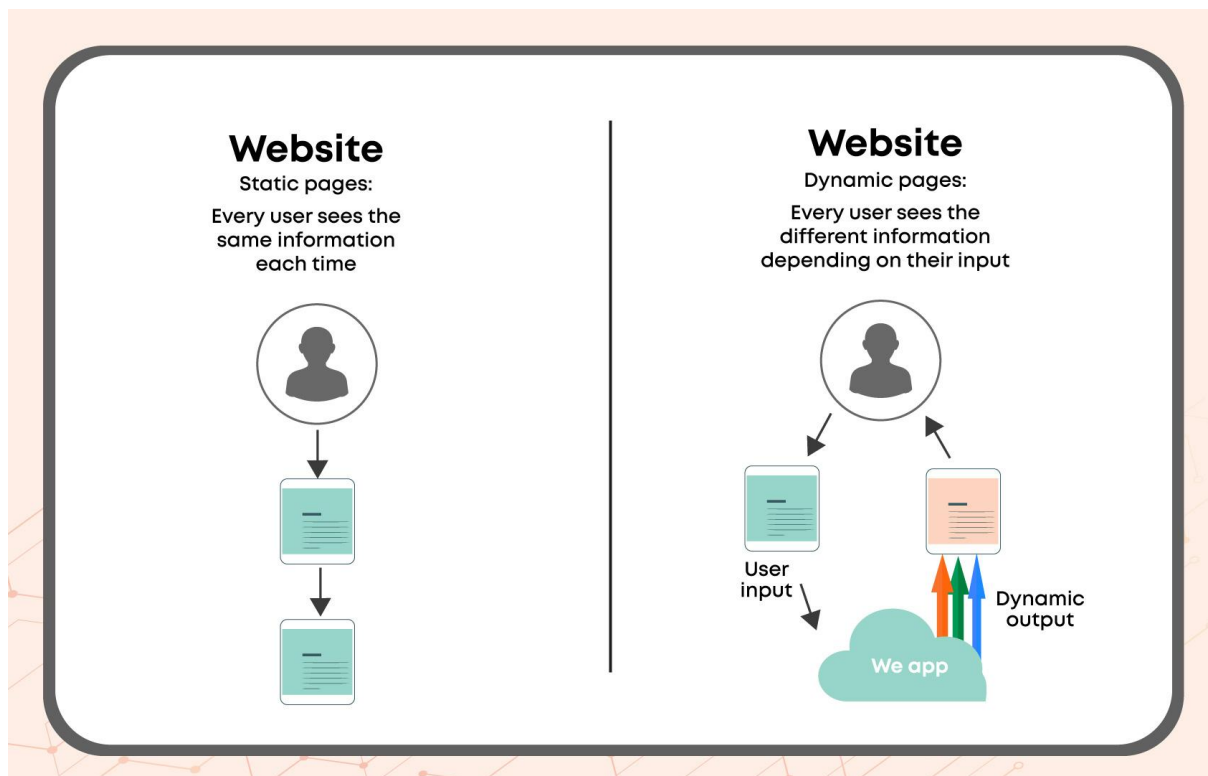 Website
Static pages:
Every user sees the
same information
each time
Website
Dynamic pages:
Every user sees the
different information
depending on their input
User
input
We app
Dynamic
output